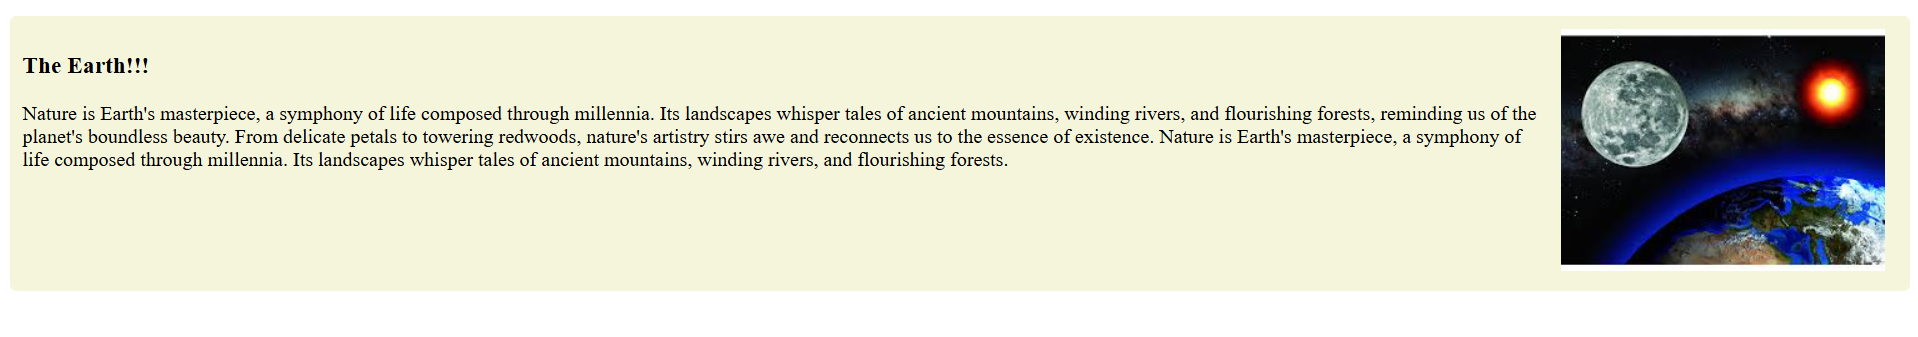 The Earth!!!
Nature is Earth's masterpiece, a symphony of life composed through millennia. Its landscapes whisper tales of ancient mountains, winding rivers, and flourishing forests, reminding us of the
planet's boundless beauty. From delicate petals to towering redwoods, nature's artistry stirs awe and reconnects us to the essence of existence. Nature is Earth's masterpiece, a symphony of
life composed through millennia. Its landscapes whisper tales of ancient mountains, winding rivers, and flourishing forests.